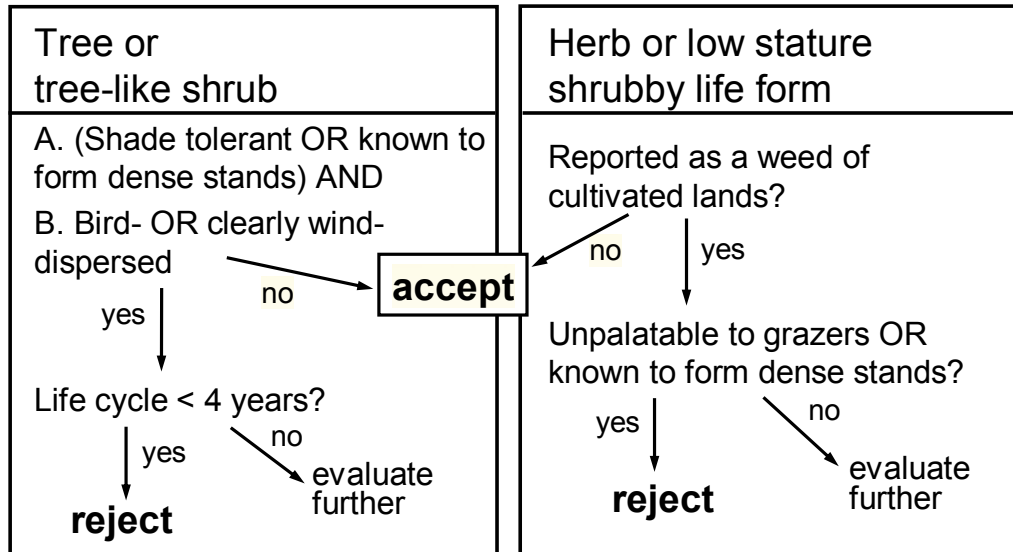 Tree or
tree-like shrub
A. (Shade tolerant OR known to
form dense stands) AND
B. Bird- OR clearly wind-
dispersed
no
yes
Life cycle < 4 years?
yes
no
reject
evaluate
further
accept
Herb or low stature
shrubby life form
Reported as a weed of
cultivated lands?
no
yes
Unpalatable to grazers OR
known to form dense stands?
yes
no
reject
evaluate
further